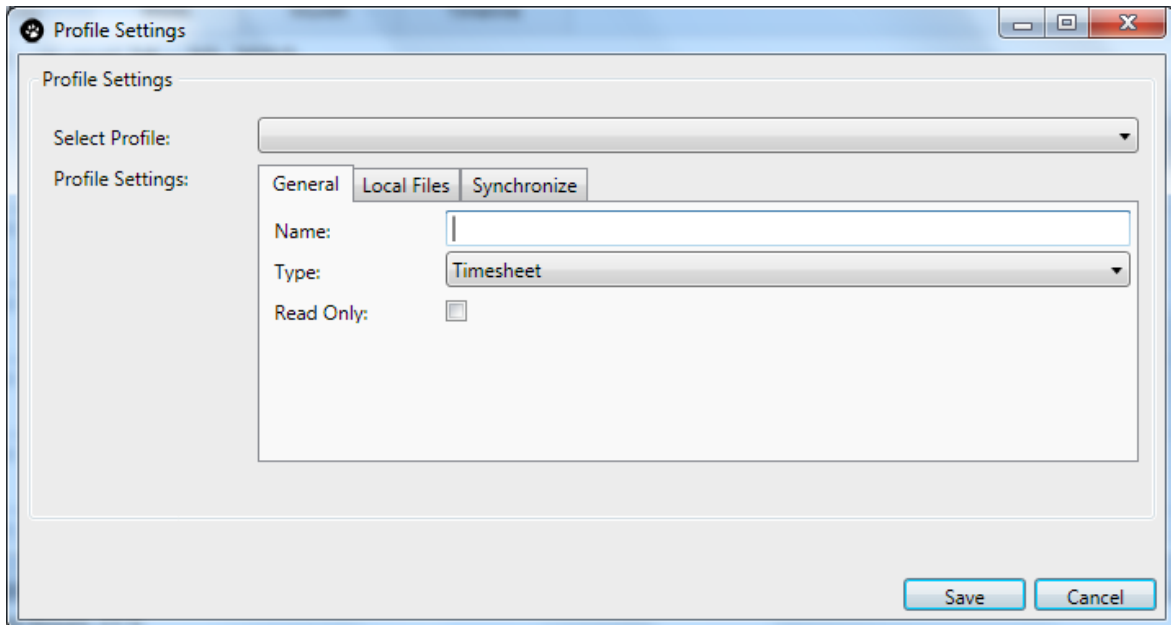 Profile Settings
Profile Settings
Select Profile:
Profile Settings:
General Local Files Synchronize
Name:
Type: Timesheet
Read Only:
Save Cancel